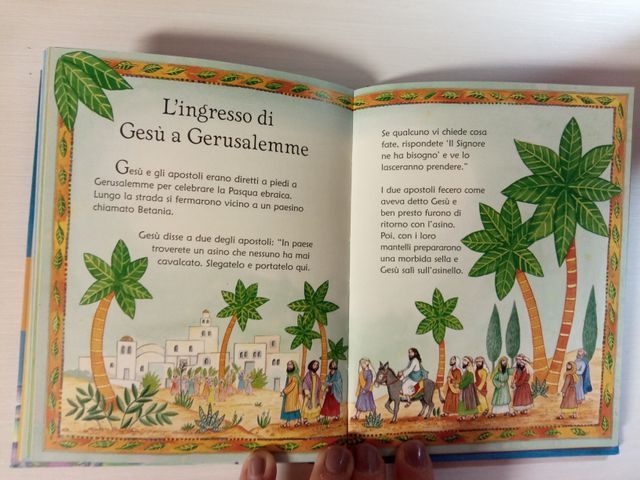 L'ingresso di
Gesù a Gerusalemme
Gesù e gli apostoli erano diretti a piedi a
Gerusalemme per celebrare la Pasqua ebraica.
Lungo la strada si fermarono vicino a un paesino
chiamato Betania.
Gesù disse a due degli apostoli: "In paese
troverete un asino che nessuno ha mai
cavalcato. Slegatelo e portatelo qui.
Se qualcuno vi chiede cosa
fate, rispondete 'Il Signore
ne ha bisogno' e ve lo
lasceranno prendere."
I due apostoli fecero come
aveva detto Gesù e
ben presto furono di
ritorno con l'asino.
Poi, con i loro
mantelli prepararono
una morbida sella e
Gesù salì sull'asinello.